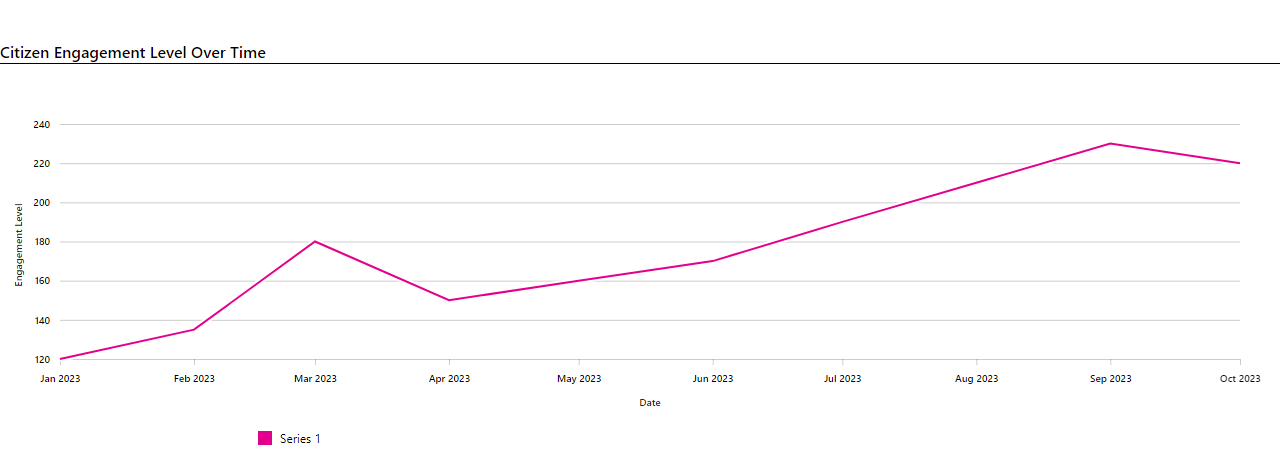 Citizen Engagement Level Over Time
240
220
200
180
160
140
120
Engagement Level
Jan 2023 Feb 2023 Mar 2023 Apr 2023 May 2023 Jun 2023 Jul 2023 Aug 2023 Sep 2023 Oct 2023
Date
Series 1